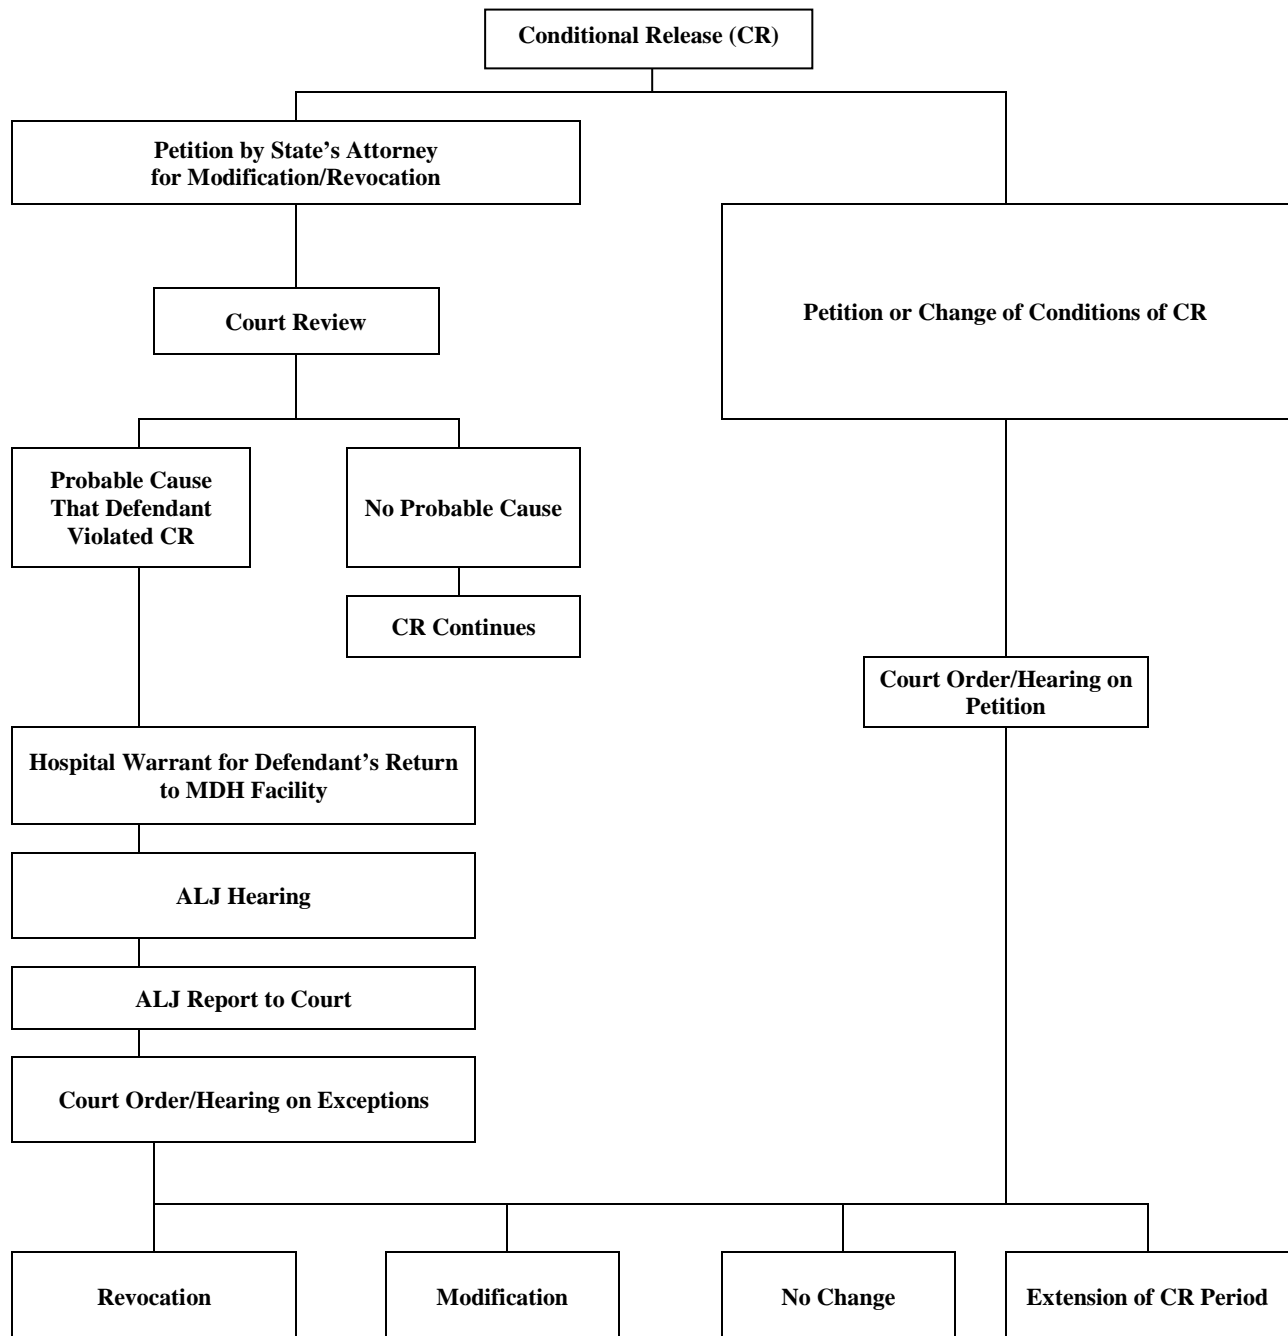 Conditional Release (CR)
Petition by State’s Attorney
for Modification/Revocation
Petition or Change of Conditions of CR
Court Review
Probable Cause
That Defendant
Violated CR
No Probable Cause
CR Continues
Court Order/Hearing on
Petition
Hospital Warrant for Defendant’s Return
to MDH Facility
ALJ Hearing
ALJ Report to Court
Court Order/Hearing on Exceptions
Revocation
Modification
No Change
Extension of CR Period